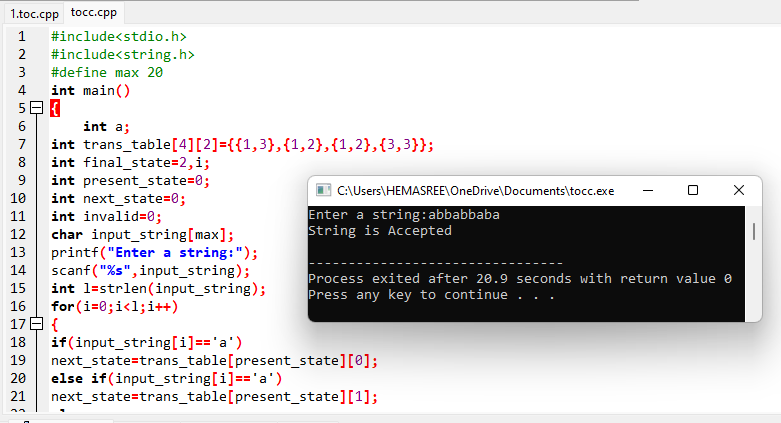 1.toc.cpp tocc.cpp
1 #include<stdio.h>
2 #include<string.h>
3 #define max 20
4 int main()
5 {
6 int a;
7 int trans_table[4][2]={{1,3},{1,2},{1,2},{3,3}};
8 int final_state=2,i;
9 int present_state=0;
10 int next_state=0;
11 int invalid=0;
12 char input_string[max];
13 printf("Enter a string:");
14 scanf("%s",input_string);
15 int l=strlen(input_string);
16 for(i=0;i<l;i++)
17 {
18 if(input_string[i]=='a')
19 next_state=trans_table[present_state][0];
20 else if(input_string[i]=='a')
21 next_state=trans_table[present_state][1];
C:\Users\HEMASREE\OneDrive\Documents\tocc.exe
Enter a string:abbabbaba
String is Accepted
--------------------------------
Process exited after 20.9 seconds with return value 0
Press any key to continue . . .